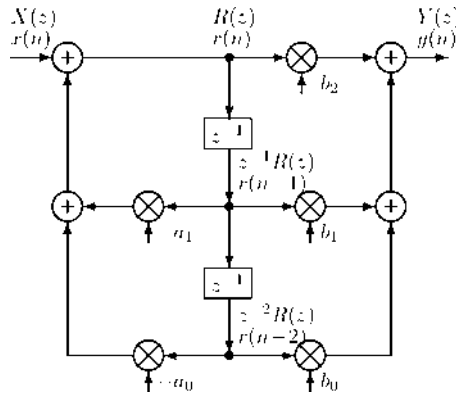 X(z) R(z) Y(z)
x(n) r(n) y(n)
b₂
z⁻¹
z⁻¹R(z)
r(n−1)
a₁ b₁
z⁻¹
z⁻²R(z)
r(n−2)
−a₀ b₀